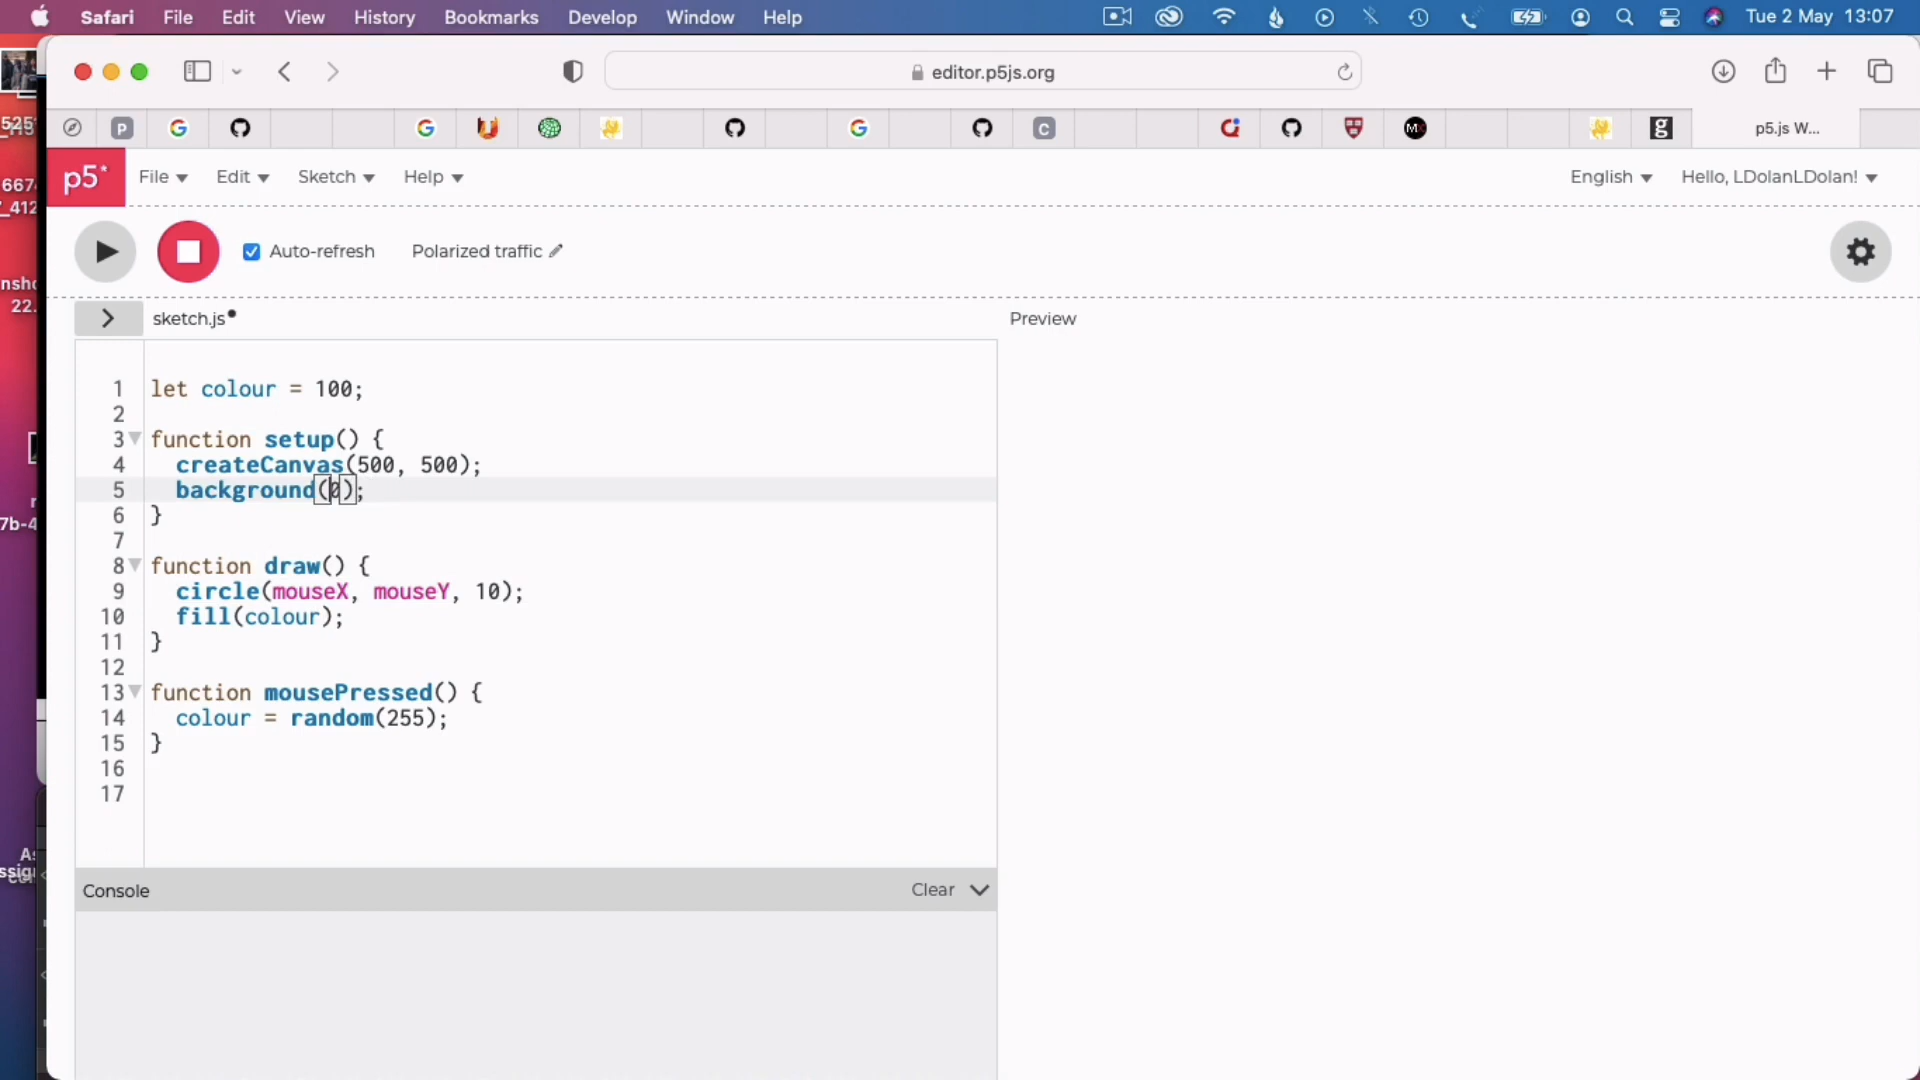 Safari File Edit View History Bookmarks Develop Window Help Tue 2 May 13:07
editor.p5js.org
P C p5.js W...
p5* File Edit Sketch Help English Hello, LDolanLDolan!
Auto-refresh Polarized traffic
sketch.js
Preview
1 let colour = 100;
2
3 function setup() {
4 createCanvas(500, 500);
5 background(0);
6 }
7
8 function draw() {
9 circle(mouseX, mouseY, 10);
10 fill(colour);
11 }
12
13 function mousePressed() {
14 colour = random(255);
15 }
16
17
Console Clear